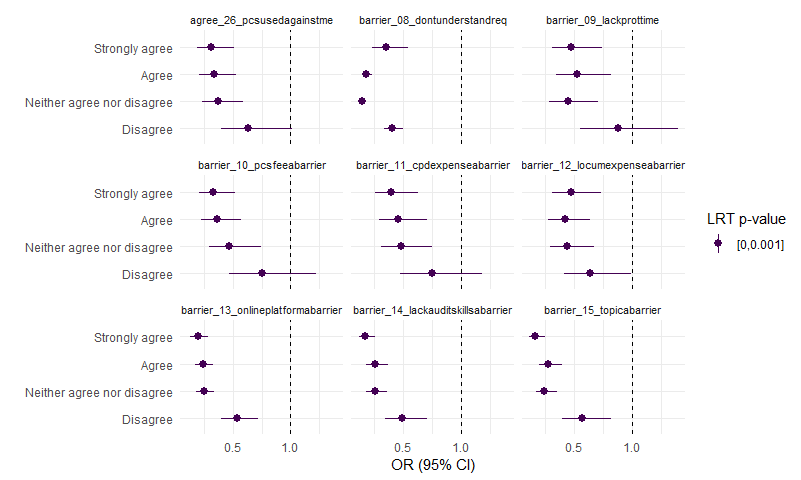 agree_26_pcsusedagainstme barrier_08_dontunderstandreq barrier_09_lackprottime
Strongly agree
Agree
Neither agree nor disagree
Disagree
barrier_10_pcsfeeabarrier barrier_11_cpdexpenseabarrier barrier_12_locumexpenseabarrier
Strongly agree
Agree
Neither agree nor disagree
Disagree
LRT p-value
[0,0.001]
barrier_13_onlineplatformabarrier barrier_14_lackauditskillsabarrier barrier_15_topicabarrier
Strongly agree
Agree
Neither agree nor disagree
Disagree
0.5 1.0 0.5 1.0 0.5 1.0
OR (95% CI)